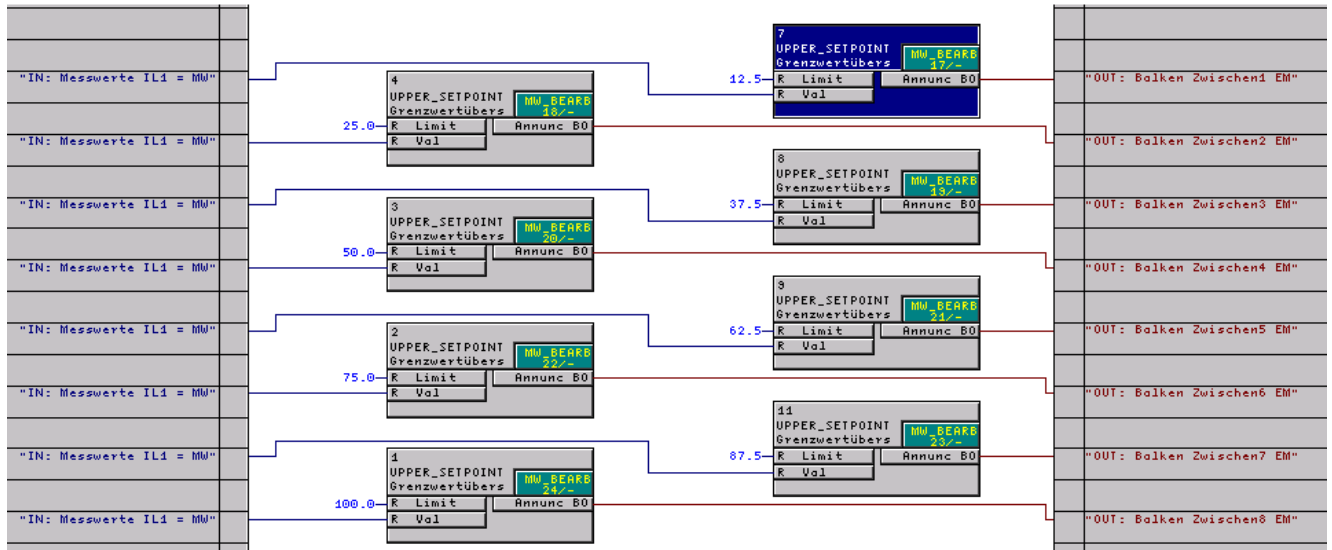 7
UPPER_SETPOINT
Grenzwertübers
MW_BEARB
17/-
"IN: Messwerte IL1 = MW"
12.5
R Limit
Annunc BO
"OUT: Balken Zwischen1 EM"
R Val
4
UPPER_SETPOINT
Grenzwertübers
MW_BEARB
18/-
25.0
R Limit
Annunc BO
"IN: Messwerte IL1 = MW"
R Val
"OUT: Balken Zwischen2 EM"
8
UPPER_SETPOINT
Grenzwertübers
MW_BEARB
19/-
"IN: Messwerte IL1 = MW"
37.5
R Limit
Annunc BO
"OUT: Balken Zwischen3 EM"
R Val
3
UPPER_SETPOINT
Grenzwertübers
MW_BEARB
20/-
50.0
R Limit
Annunc BO
"IN: Messwerte IL1 = MW"
R Val
"OUT: Balken Zwischen4 EM"
9
UPPER_SETPOINT
Grenzwertübers
MW_BEARB
21/-
"IN: Messwerte IL1 = MW"
62.5
R Limit
Annunc BO
"OUT: Balken Zwischen5 EM"
R Val
2
UPPER_SETPOINT
Grenzwertübers
MW_BEARB
22/-
75.0
R Limit
Annunc BO
"IN: Messwerte IL1 = MW"
R Val
"OUT: Balken Zwischen6 EM"
11
UPPER_SETPOINT
Grenzwertübers
MW_BEARB
23/-
"IN: Messwerte IL1 = MW"
87.5
R Limit
Annunc BO
"OUT: Balken Zwischen7 EM"
R Val
1
UPPER_SETPOINT
Grenzwertübers
MW_BEARB
24/-
100.0
R Limit
Annunc BO
"IN: Messwerte IL1 = MW"
R Val
"OUT: Balken Zwischen8 EM"